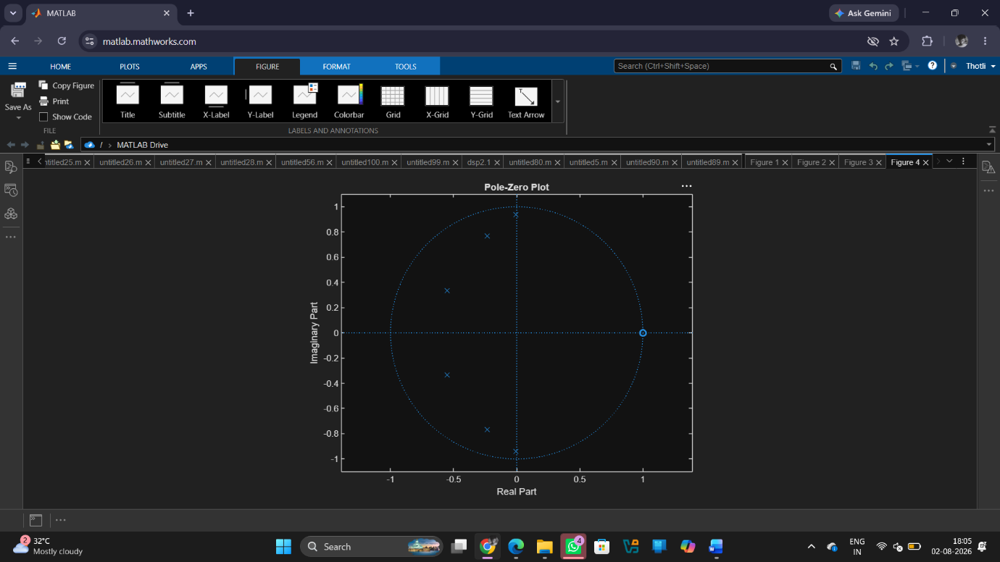 MATLAB
Ask Gemini
matlab.mathworks.com
HOME PLOTS APPS FIGURE FORMAT TOOLS Search (Ctrl+Shift+Space) Thotli
Save As Copy Figure
Print
Show Code
Title Subtitle X-Label Y-Label Legend Colorbar Grid X-Grid Y-Grid Text Arrow
FILE LABELS AND ANNOTATIONS
/ > MATLAB Drive
ntitled25.m untitled26.m untitled27.m untitled28.m untitled56.m untitled100.m untitled99.m dsp2.1 untitled80.m untitled5.m untitled90.m untitled89.m Figure 1 Figure 2 Figure 3 Figure 4
Pole-Zero Plot
1
0.8
0.6
0.4
0.2
0
-0.2
-0.4
-0.6
-0.8
-1
Imaginary Part
-1 -0.5 0 0.5 1
Real Part
2
32°C
Mostly cloudy
Search
4
ENG
IN
18:05
02-08-2026